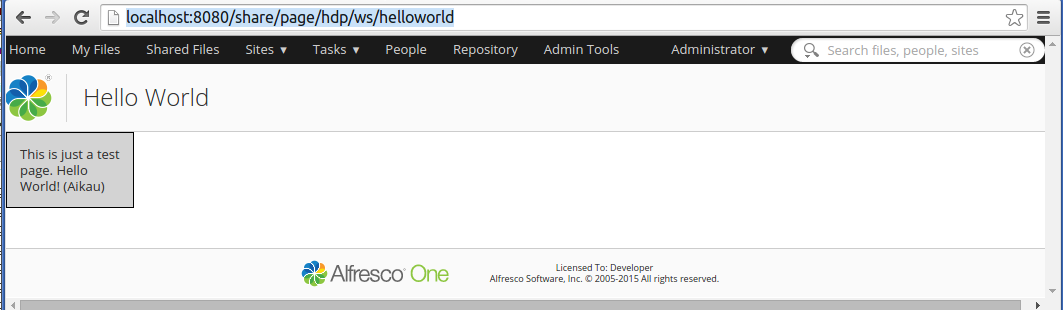 localhost:8080/share/page/hdp/ws/helloworld
Home My Files Shared Files Sites ▾ Tasks ▾ People Repository Admin Tools Administrator ▾ Search files, people, sites
Hello World
This is just a test
page. Hello
World! (Aikau)
Alfresco One
Licensed To: Developer
Alfresco Software, Inc. © 2005-2015 All rights reserved.